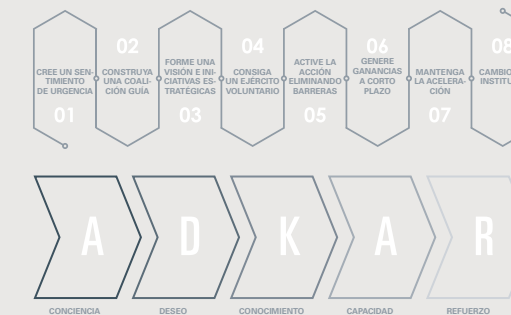 CREE UN SEN-
TIMIENTO
DE URGENCIA
01
02
CONSTRUYA
UNA COALI-
CIÓN GUÍA
FORME UNA
VISIÓN E INI-
CIATIVAS ES-
TRATÉGICAS
03
04
CONSIGA
UN EJÉRCITO
VOLUNTARIO
ACTIVE LA
ACCIÓN
ELIMINANDO
BARRERAS
05
06
GENERE
GANANCIAS
A CORTO
PLAZO
MANTENGA
LA ACELERA-
CIÓN
07
08
CAMBIO
INSTITU
A D K A R
CONCIENCIA DESEO CONOCIMIENTO CAPACIDAD REFUERZO